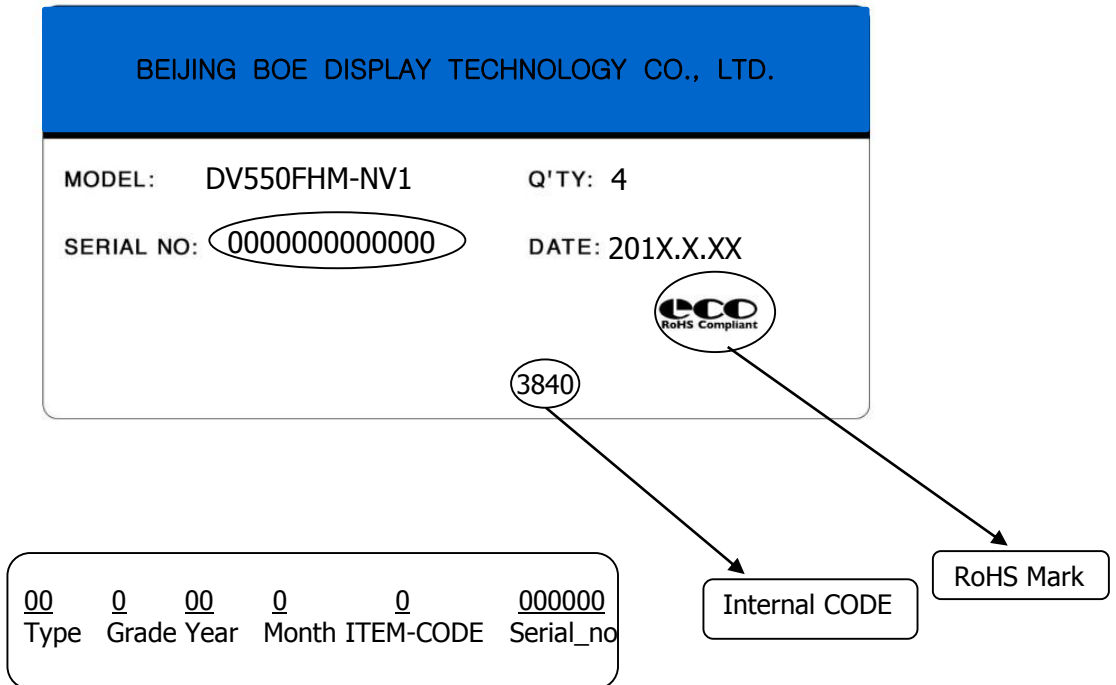 BEIJING BOE DISPLAY TECHNOLOGY CO., LTD.
MODEL: DV550FHM-NV1 Q'TY: 4
SERIAL NO: 0000000000000 DATE: 201X.X.XX
eco
RoHS Compliant
3840
RoHS Mark
Internal CODE
00 0 00 0 0 000000
Type Grade Year Month ITEM-CODE Serial_no